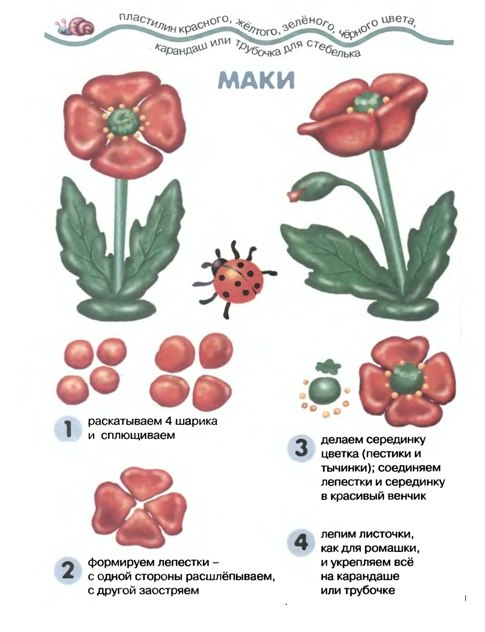 пластилин красного, жёлтого, зелёного, чёрного цвета,
карандаш или трубочка для стебелька
МАКИ
1
раскатываем 4 шарика
и сплющиваем
2
формируем лепестки –
с одной стороны расшлёпываем,
с другой заостряем
3
делаем серединку
цветка (пестики и
тычинки); соединяем
лепестки и серединку
в красивый венчик
4
лепим листочки,
как для ромашки,
и укрепляем всё
на карандаше
или трубочке